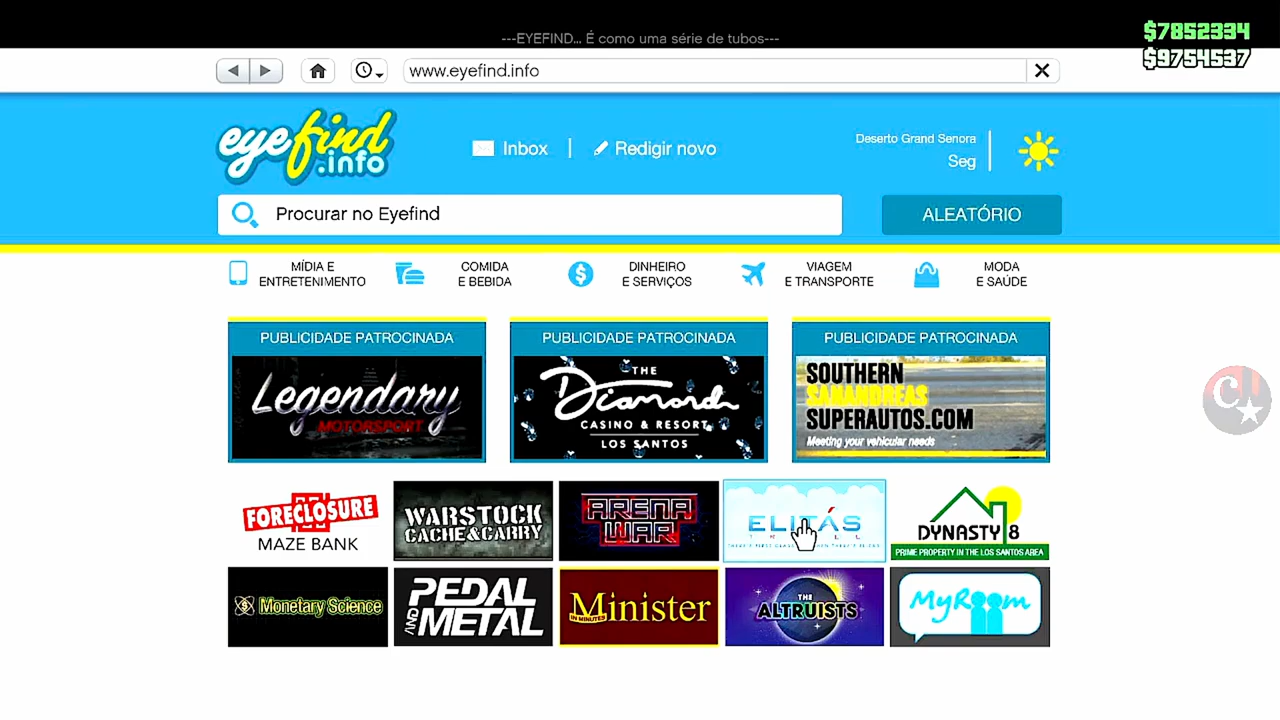 ---EYEFIND... É como uma série de tubos---
$7852334
$9754537
www.eyefind.info
eyefind
.info
Inbox
Redigir novo
Deserto Grand Senora
Seg
Procurar no Eyefind
ALEATÓRIO
MÍDIA E
ENTRETENIMENTO
COMIDA
E BEBIDA
DINHEIRO
E SERVIÇOS
VIAGEM
E TRANSPORTE
MODA
E SAÚDE
PUBLICIDADE PATROCINADA
Legendary
MOTORSPORT
PUBLICIDADE PATROCINADA
THE
Diamond
CASINO & RESORT
LOS SANTOS
PUBLICIDADE PATROCINADA
SOUTHERN
SANANDREAS
SUPERAUTOS.COM
Meeting your vehicular needs
FORECLOSURE
MAZE BANK
WARSTOCK
CACHE&CARRY
ARENA
WAR
ELITÁS
DYNASTY 8
PRIME PROPERTY IN THE LOS SANTOS AREA
$ Monetary Science
PEDAL
AND METAL
Minister
IN MINUTES
THE
ALTRUISTS
MyRoom
C